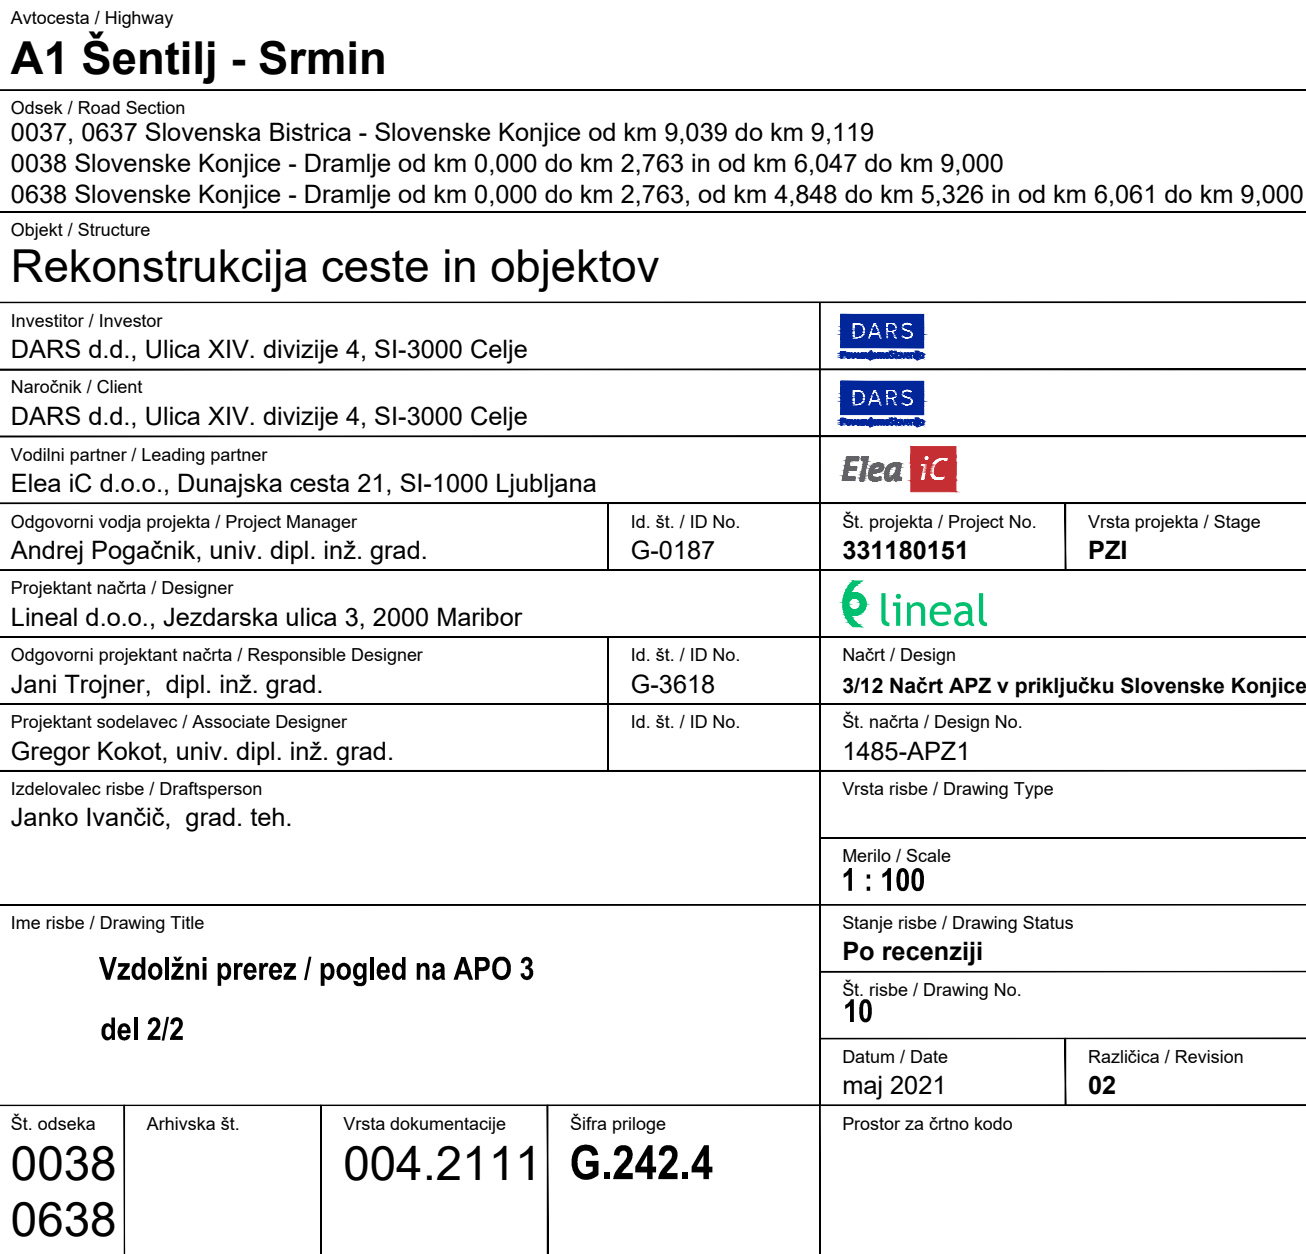 Avtocesta / Highway
A1 Šentilj - Srmin
Odsek / Road Section
0037, 0637 Slovenska Bistrica - Slovenske Konjice od km 9,039 do km 9,119
0038 Slovenske Konjice - Dramlje od km 0,000 do km 2,763 in od km 6,047 do km 9,000
0638 Slovenske Konjice - Dramlje od km 0,000 do km 2,763, od km 4,848 do km 5,326 in od km 6,061 do km 9,000
Objekt / Structure
Rekonstrukcija ceste in objektov
Investitor / Investor
DARS d.d., Ulica XIV. divizije 4, SI-3000 Celje
DARS
Naročnik / Client
DARS d.d., Ulica XIV. divizije 4, SI-3000 Celje
DARS
Vodilni partner / Leading partner
Elea iC d.o.o., Dunajska cesta 21, SI-1000 Ljubljana
Elea iC
Odgovorni vodja projekta / Project Manager
Andrej Pogačnik, univ. dipl. inž. grad.
Id. št. / ID No.
G-0187
Št. projekta / Project No.
331180151
Vrsta projekta / Stage
PZI
Projektant načrta / Designer
Lineal d.o.o., Jezdarska ulica 3, 2000 Maribor
lineal
Odgovorni projektant načrta / Responsible Designer
Jani Trojner,  dipl. inž. grad.
Id. št. / ID No.
G-3618
Načrt / Design
3/12 Načrt APZ v priključku Slovenske Konjice
Projektant sodelavec / Associate Designer
Gregor Kokot, univ. dipl. inž. grad.
Id. št. / ID No.
Št. načrta / Design No.
1485-APZ1
Izdelovalec risbe / Draftsperson
Janko Ivančič,  grad. teh.
Vrsta risbe / Drawing Type
Merilo / Scale
1 : 100
Ime risbe / Drawing Title
Vzdolžni prerez / pogled na APO 3
del 2/2
Stanje risbe / Drawing Status
Po recenziji
Št. risbe / Drawing No.
10
Datum / Date
maj 2021
Različica / Revision
02
Št. odseka
0038
0638
Arhivska št.
Vrsta dokumentacije
004.2111
Šifra priloge
G.242.4
Prostor za črtno kodo